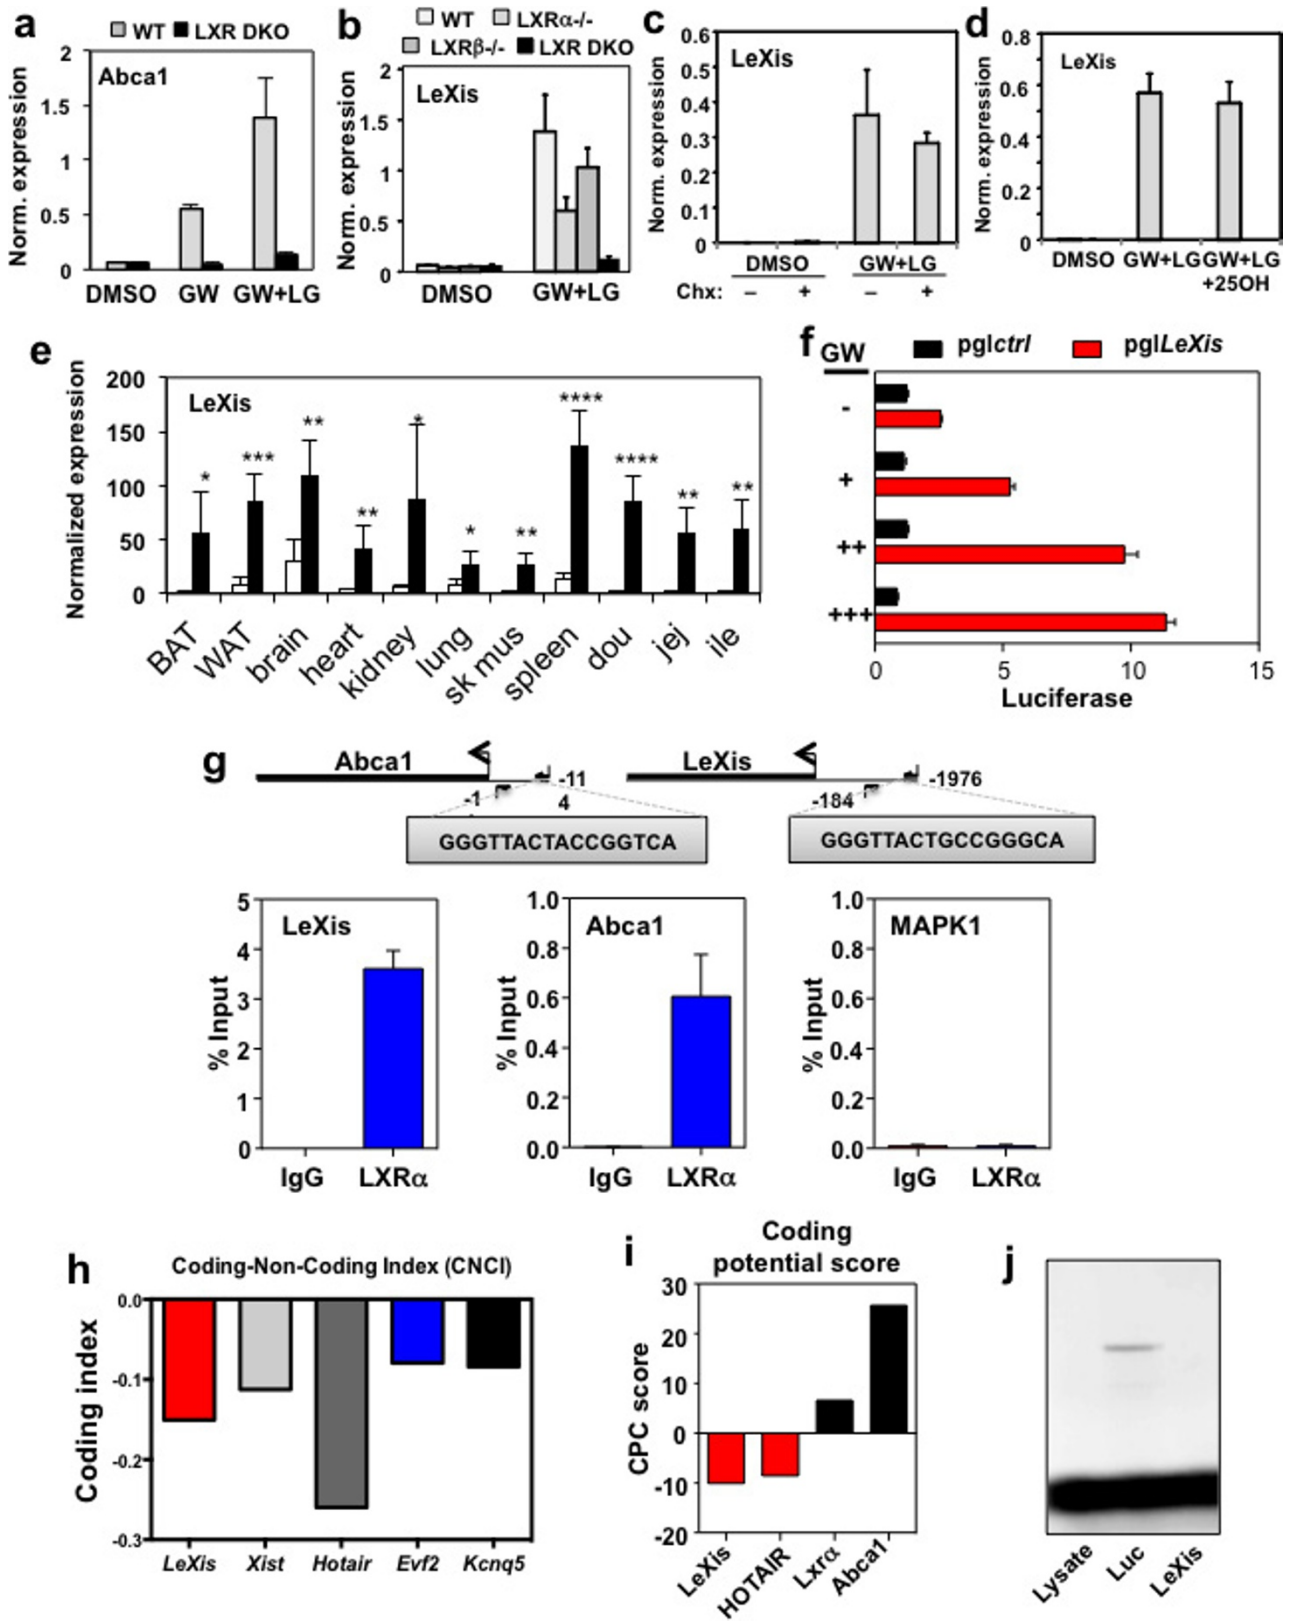 a
WT LXR DKO
Norm. expression
Abca1
2
1.5
1
0.5
0
DMSO GW GW+LG
b
WT LXRα-/-
LXRβ-/- LXR DKO
Norm. expression
LeXis
2
1.5
1
0.5
0
DMSO GW+LG
c
Norm. expression
LeXis
0.6
0.5
0.4
0.3
0.2
0.1
0
DMSO GW+LG
Chx: – + – +
d
Norm. expression
LeXis
0.8
0.6
0.4
0.2
0
DMSO GW+LG GW+LG
+25OH
e
Normalized expression
LeXis
200
150
100
50
0
* *** ** ** * * ** **** **** ** **
BAT WAT brain heart kidney lung sk mus spleen dou jej ile
f
GW pglctrl pglLeXis
-
+
++
+++
0 5 10 15
Luciferase
g
Abca1
-11
4
-1
GGGTTACTACCGGTCA
LeXis
-1976
-184
GGGTTACTGCCGGGCA
% Input
LeXis
5
4
3
2
1
0
IgG LXRα
% Input
Abca1
1.0
0.8
0.6
0.4
0.2
0.0
IgG LXRα
% Input
MAPK1
1.0
0.8
0.6
0.4
0.2
0.0
IgG LXRα
h
Coding-Non-Coding Index (CNCI)
Coding index
0.0
-0.1
-0.2
-0.3
LeXis Xist Hotair Evf2 Kcnq5
i
Coding
potential score
CPC score
30
20
10
0
-10
-20
LeXis HOTAIR Lxrα Abca1
j
Lysate Luc LeXis